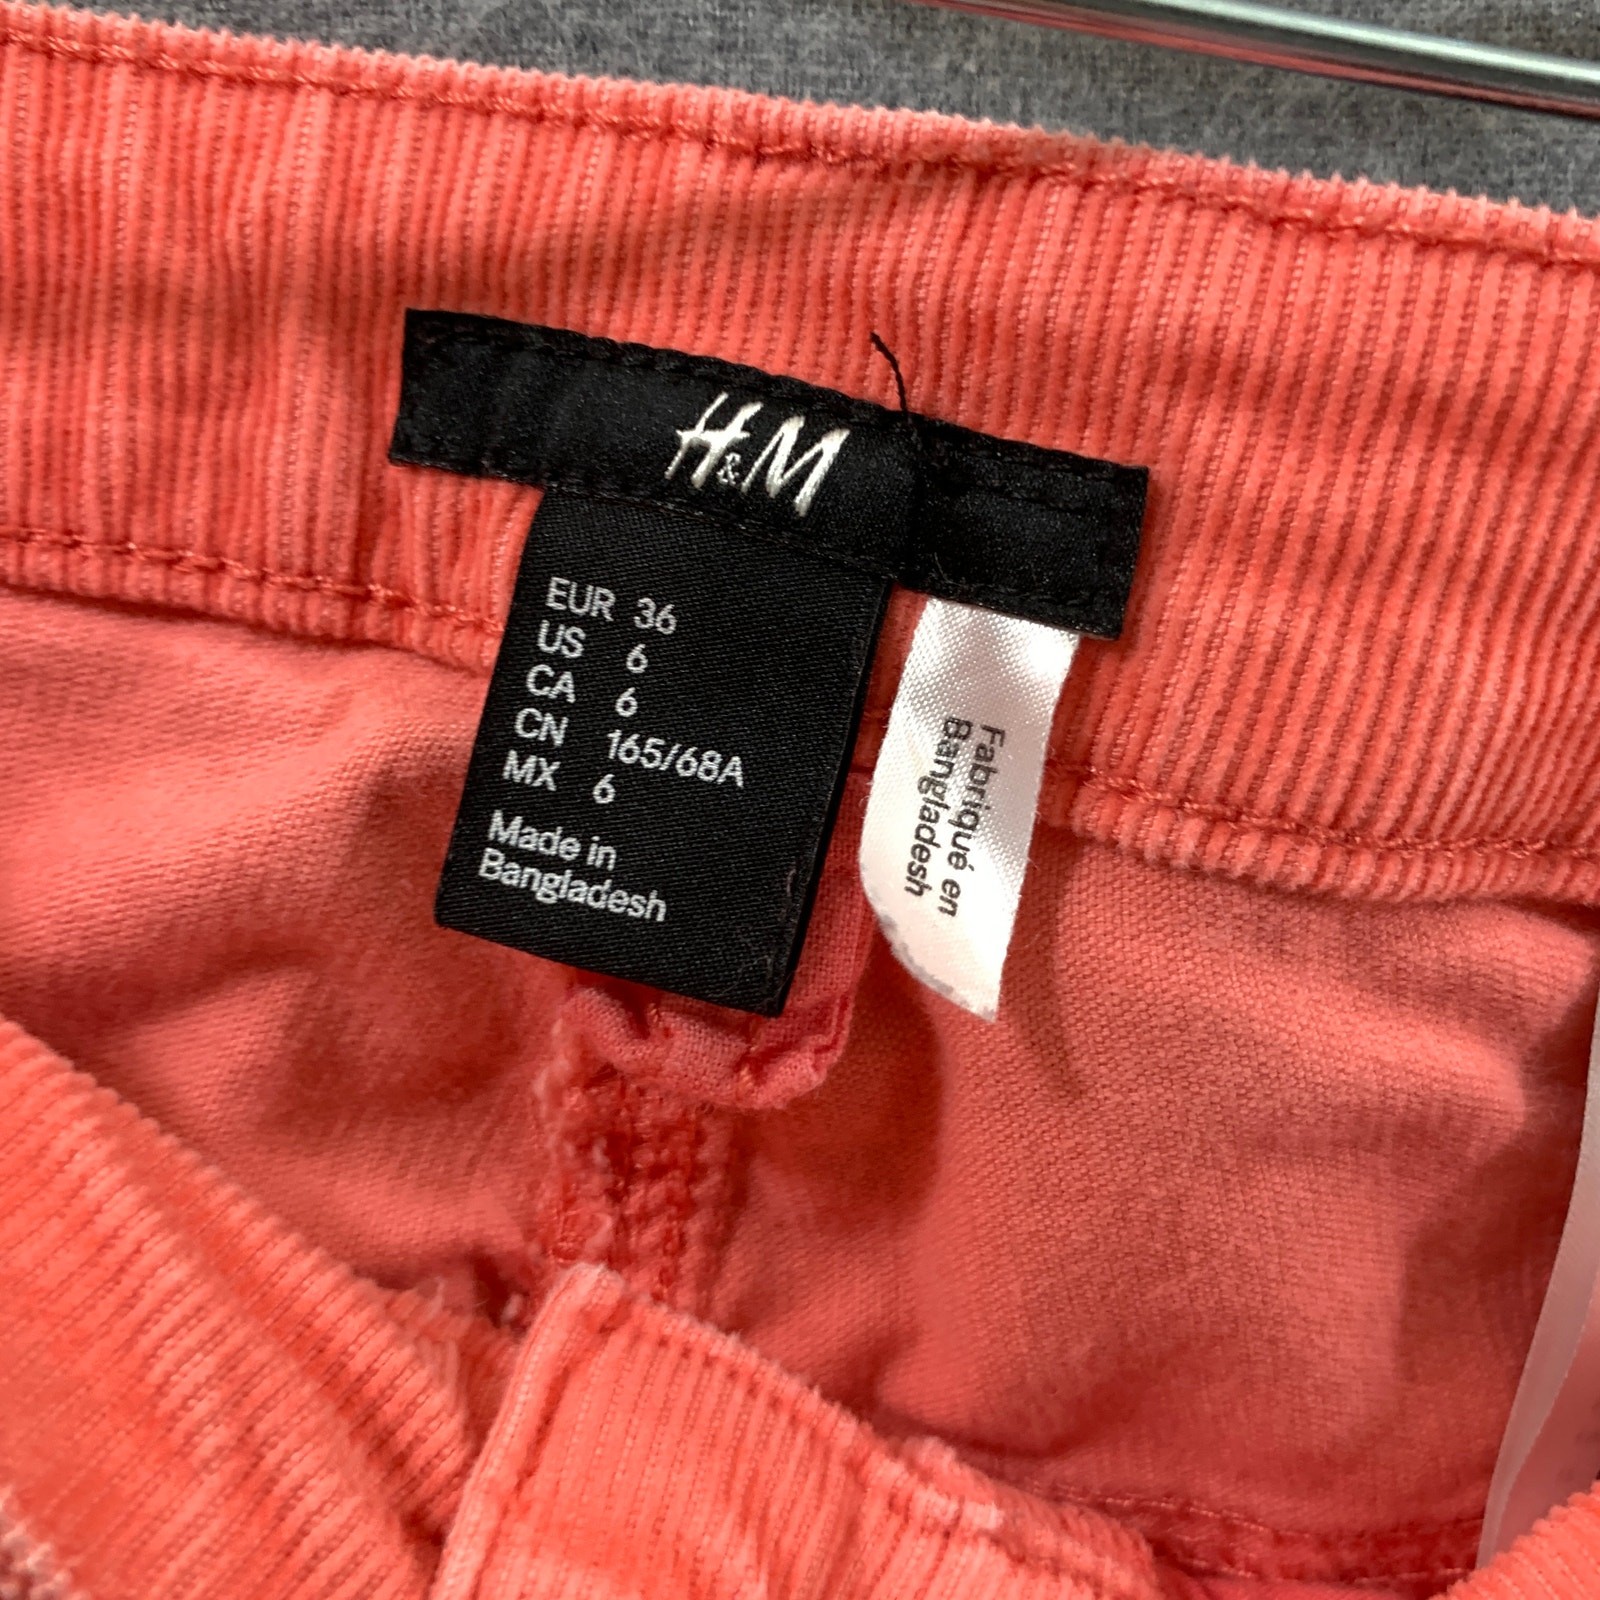 H&M
EUR 36
US 6
CA 6
CN 165/68A
MX 6
Made in
Bangladesh
Fabriqué en
Bangladesh